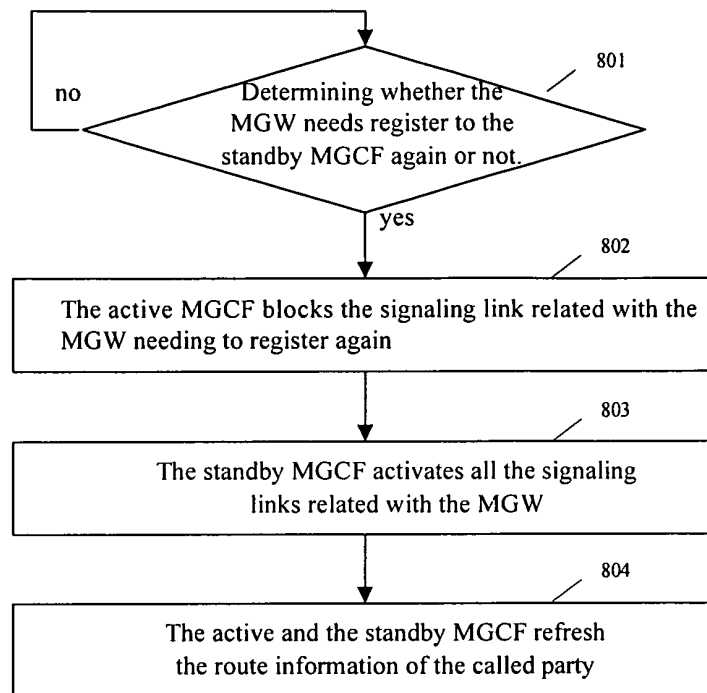 801
no
Determining whether the
MGW needs register to the
standby MGCF again or not.
yes
802
The active MGCF blocks the signaling link related with the
MGW needing to register again
803
The standby MGCF activates all the signaling
links related with the MGW
804
The active and the standby MGCF refresh
the route information of the called party